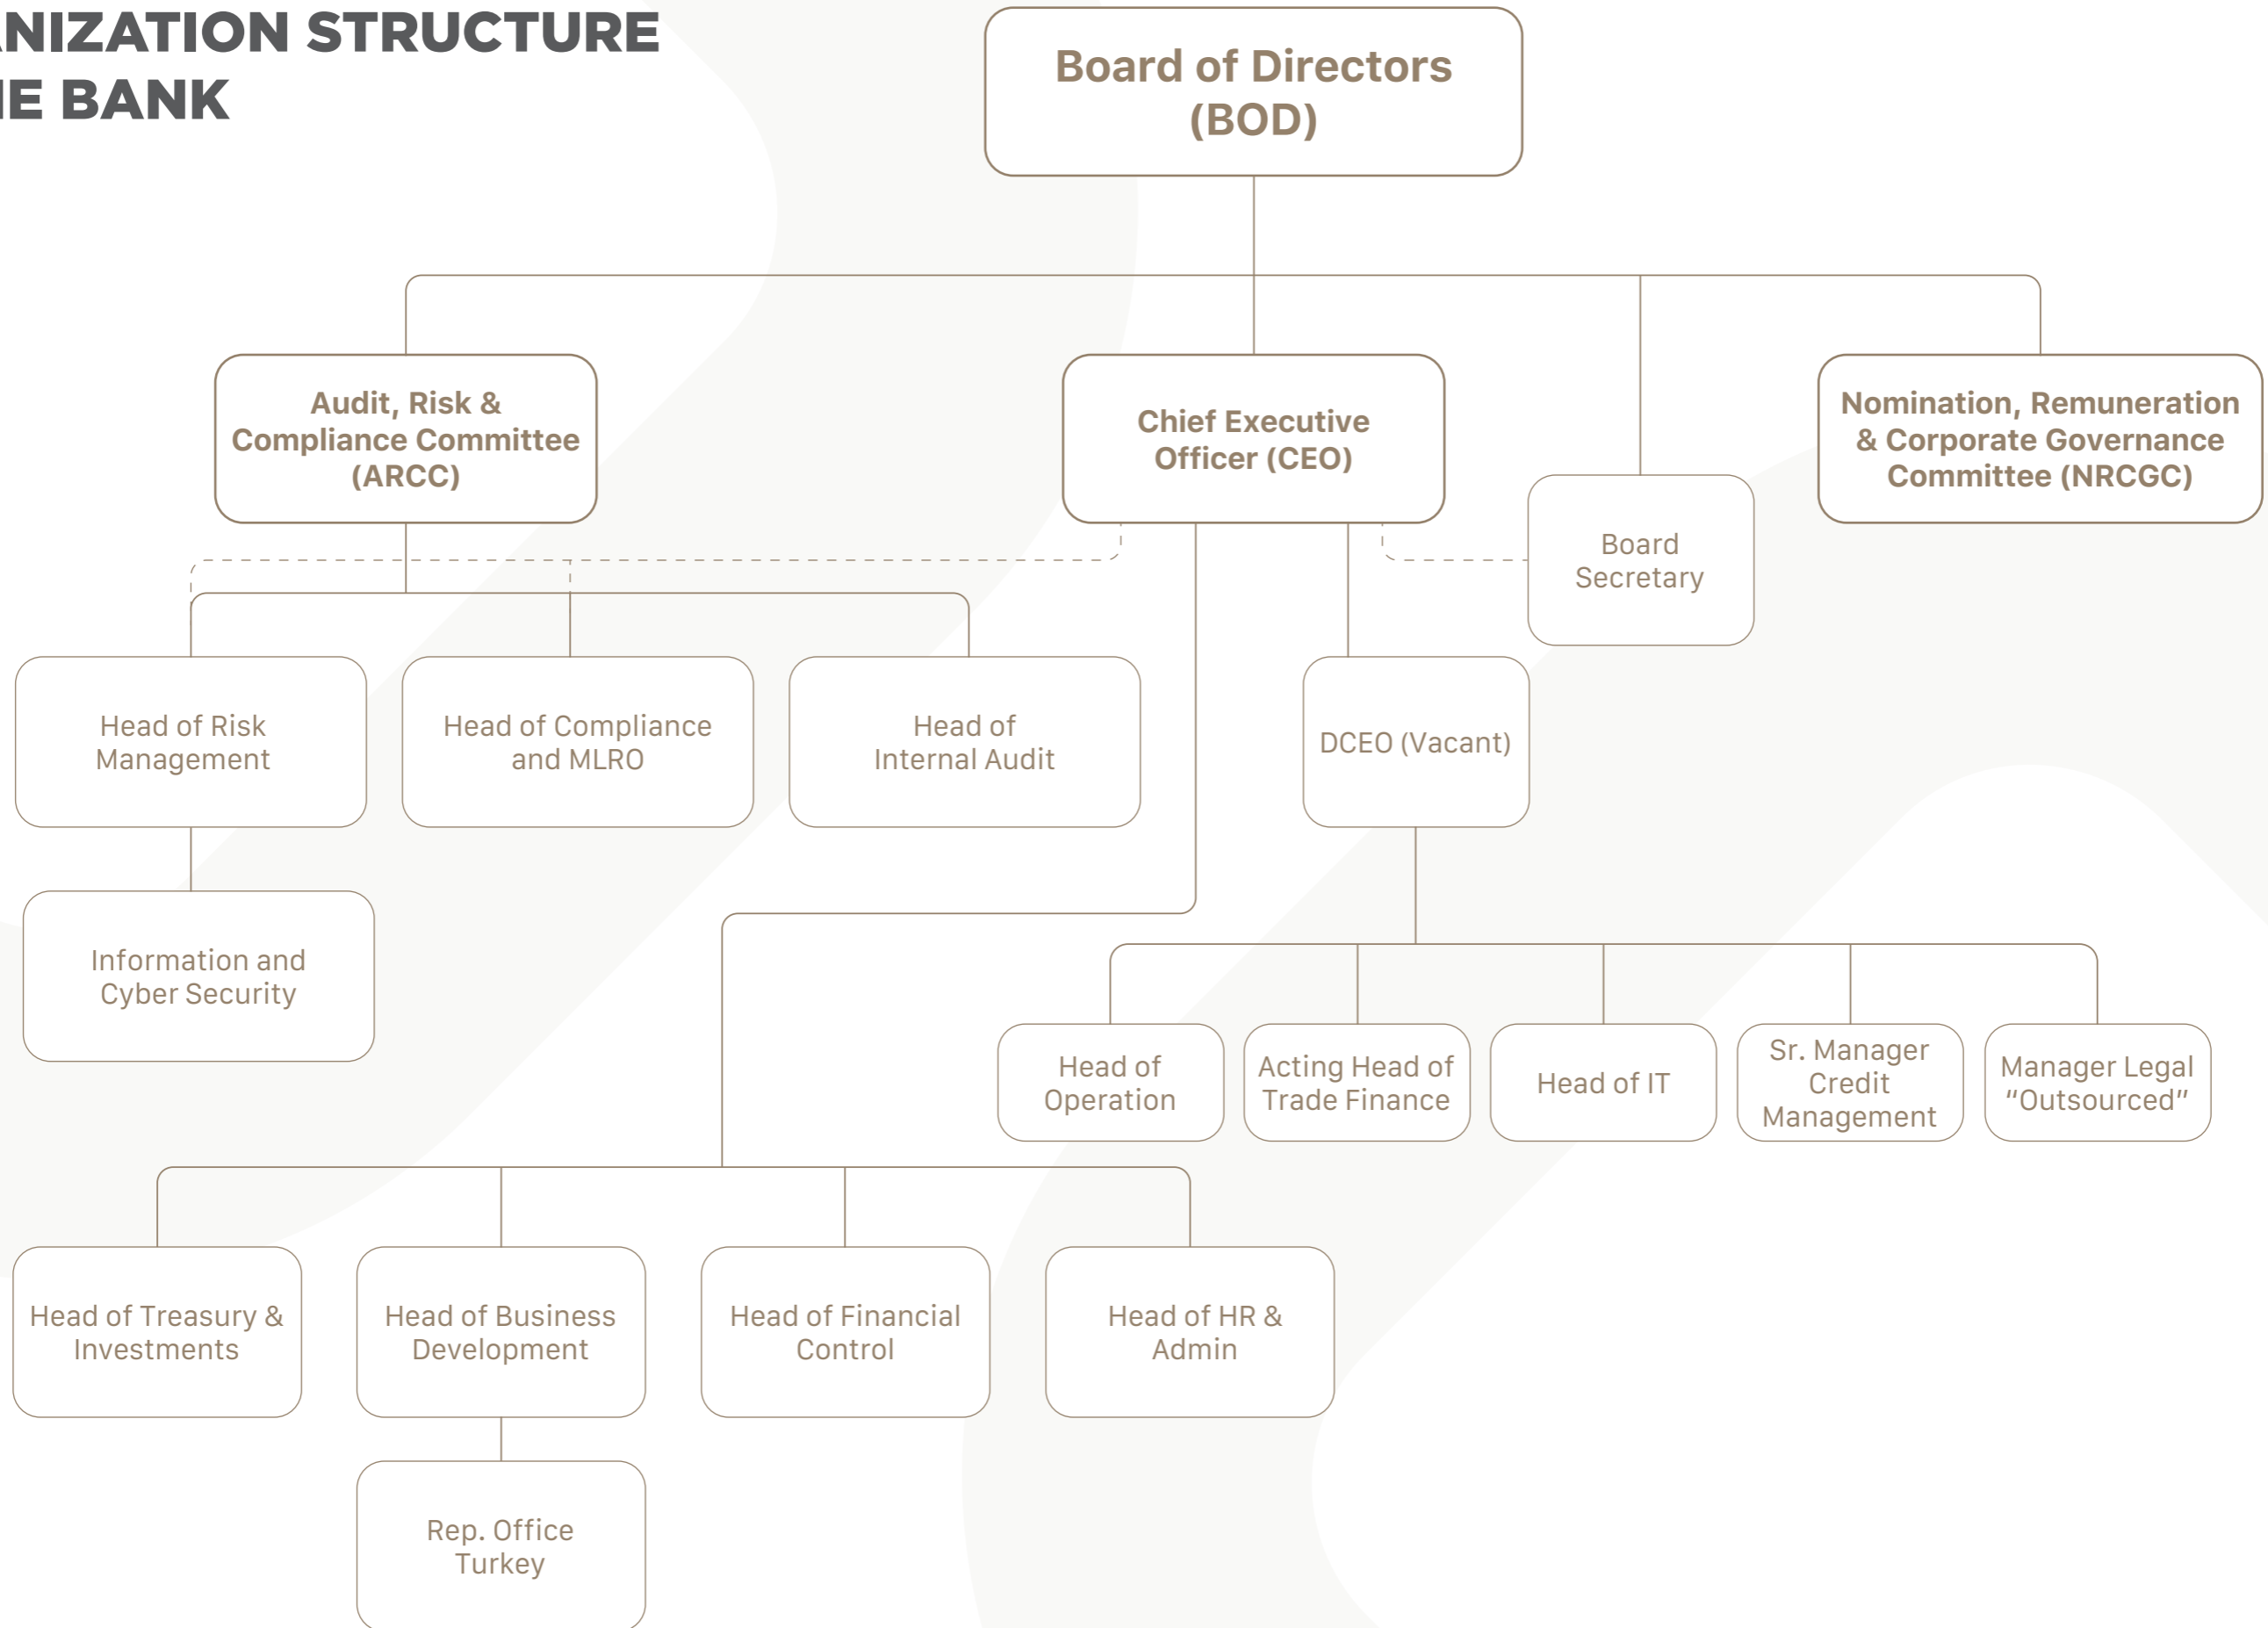 ANIZATION STRUCTURE
HE BANK
Board of Directors
(BOD)
Audit, Risk &
Compliance Committee
(ARCC)
Chief Executive
Officer (CEO)
Nomination, Remuneration
& Corporate Governance
Committee (NRCGC)
Board
Secretary
Head of Risk
Management
Head of Compliance
and MLRO
Head of
Internal Audit
DCEO (Vacant)
Information and
Cyber Security
Head of
Operation
Acting Head of
Trade Finance
Head of IT
Sr. Manager
Credit
Management
Manager Legal
“Outsourced”
Head of Treasury &
Investments
Head of Business
Development
Head of Financial
Control
Head of HR &
Admin
Rep. Office
Turkey